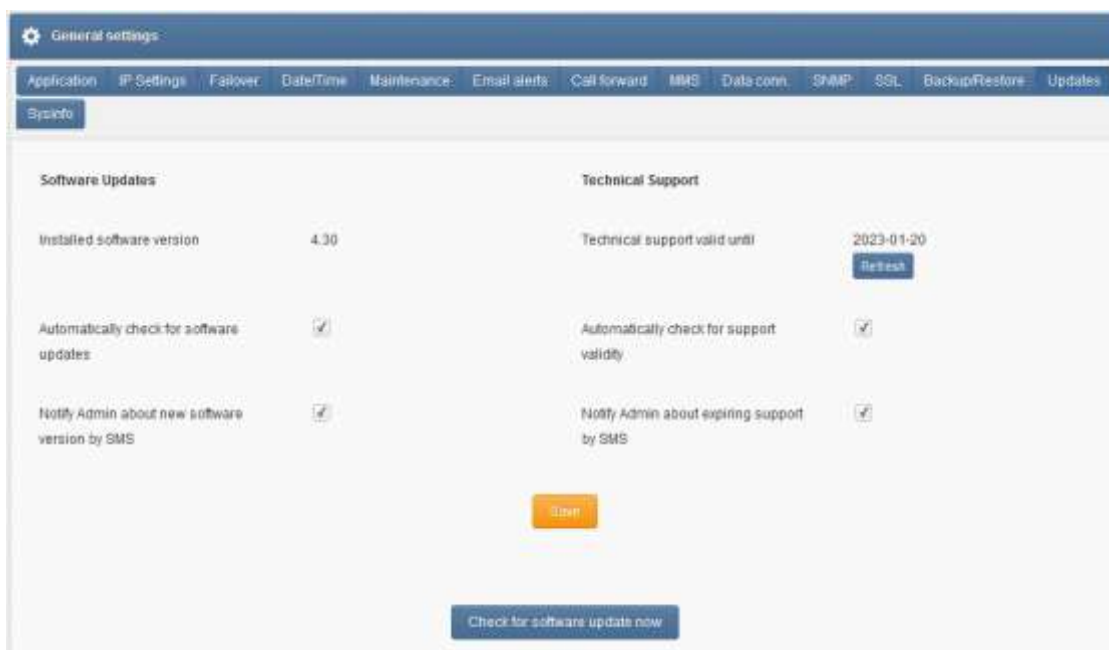 General settings
Application IP Settings Failover Date/Time Maintenance Email alerts Call forward MMS Data conn. SNMP SSL Backup/Restore Updates
Sysinfo
Software Updates Technical Support
Installed software version 4.30 Technical support valid until 2023-01-20
Refresh
Automatically check for software Automatically check for support
updates validity
Notify Admin about new software Notify Admin about expiring support
version by SMS by SMS
Save
Check for software update now